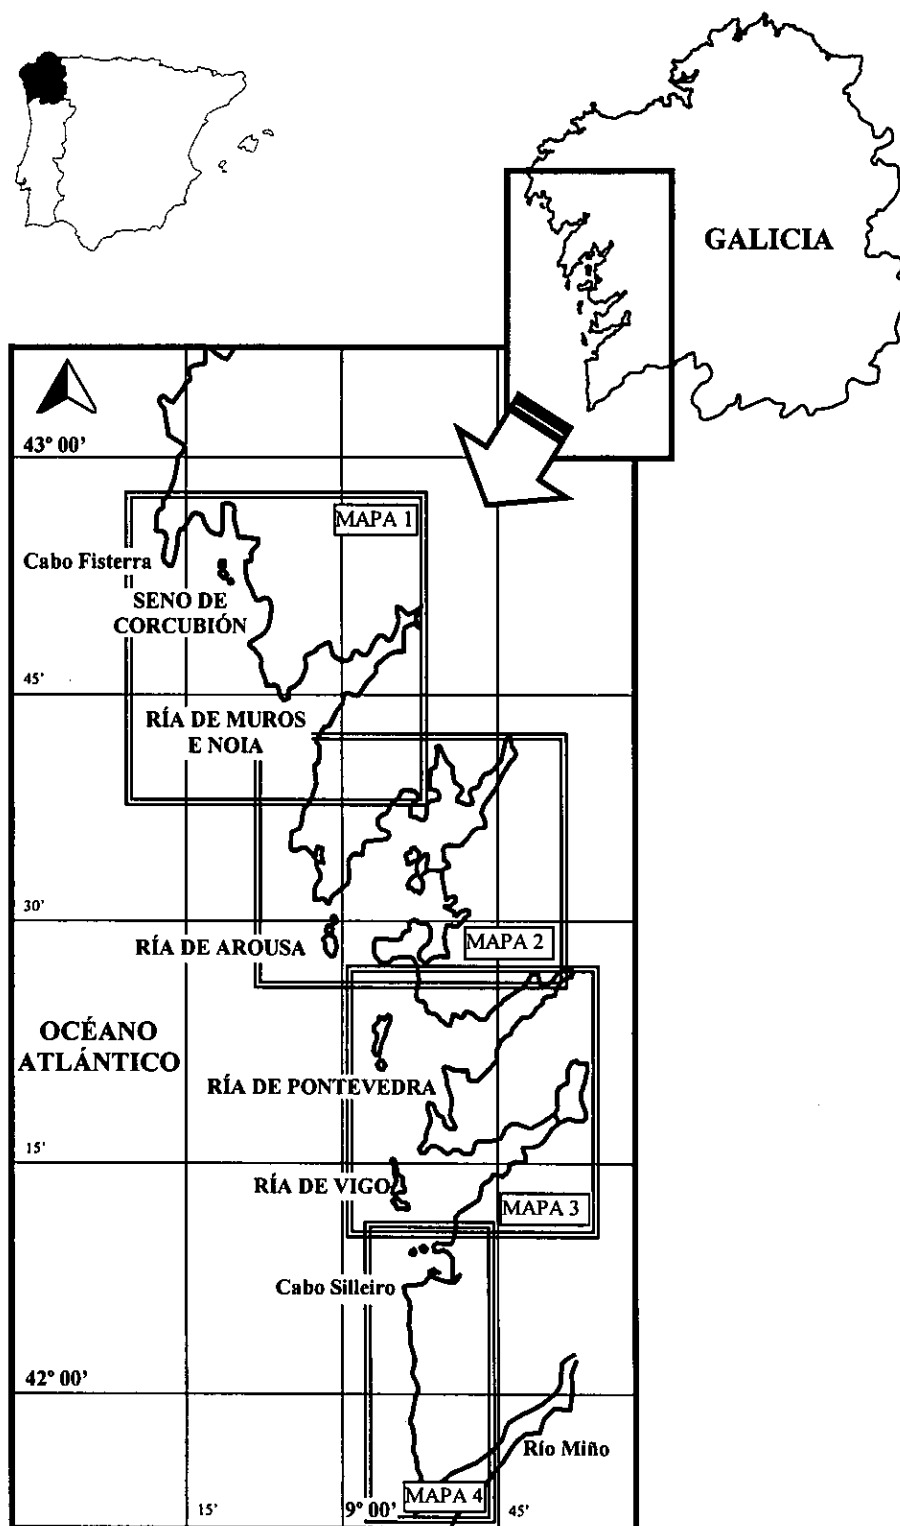 GALICIA
43° 00'
MAPA 1
Cabo Fisterra
SENO DE
CORCUBIÓN
45'
RÍA DE MUROS
E NOIA
30'
RÍA DE AROUSA
MAPA 2
OCÉANO
ATLÁNTICO
RÍA DE PONTEVEDRA
15'
RÍA DE VIGO
MAPA 3
Cabo Silleiro
42° 00'
Río Miño
MAPA 4
15'
9° 00'
45'